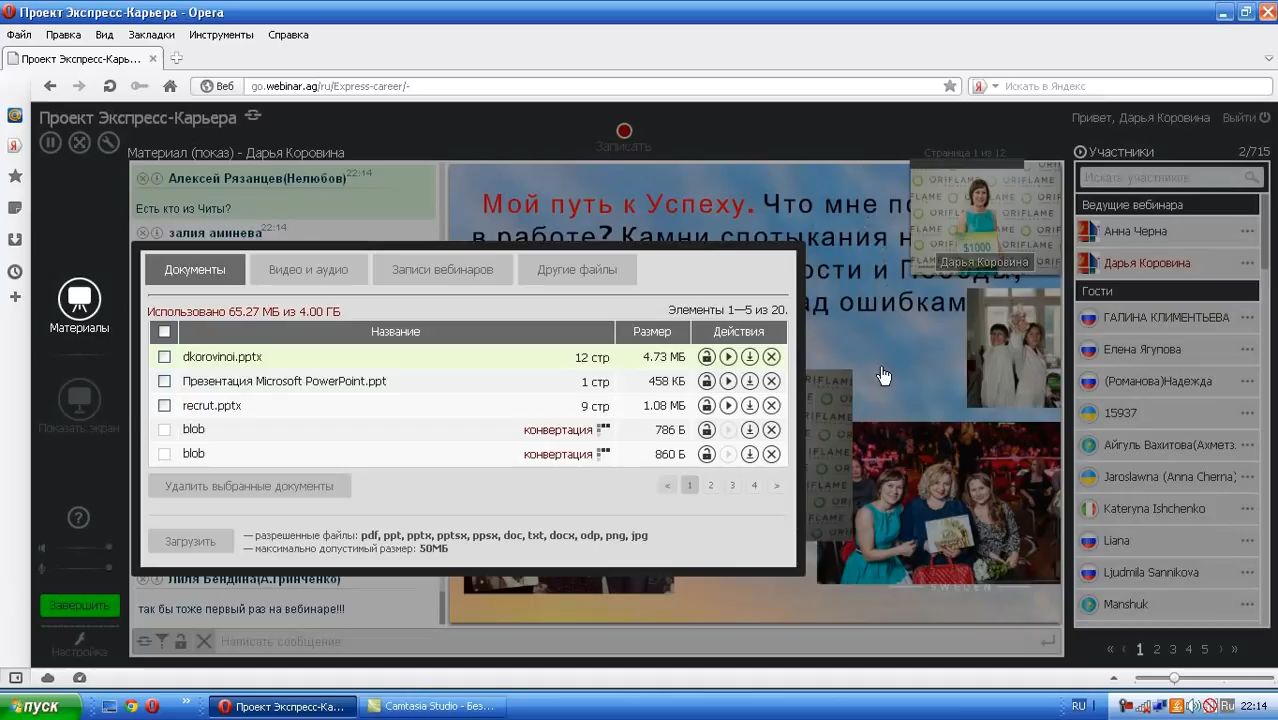 Проект Экспресс-Карьера - Opera
Файл Правка Вид Закладки Инструменты Справка
Проект Экспресс-Карь...
Веб go.webinar.ag/ru/Express-career/- Искать в Яндекс
Проект Экспресс-Карьера
Привет, Дарья Коровина Выйти
Записать
Материал (показ) - Дарья Коровина
Страница 1 из 12
Участники 2/715
Искать участников
Алексей Рязанцев(Нелюбов) 22:14
Есть кто из Читы?
залия аминева 22:14
Мой путь к Успеху. Что мне по
в работе? Камни спотыкания н
ости и По
ад ошибкам
ORIFLAME
$1000
Дарья Коровина
Ведущие вебинара
Анна Черна
Дарья Коровина
Гости
ГАЛИНА КЛИМЕНТЬЕВА
Елена Ягупова
(Романова)Надежда
15937
Айгуль Вахитова(Ахметз.
Jaroslawna (Anna Cherna)
Kateryna Ishchenko
Liana
Ljudmila Sannikova
Manshuk
« ‹ 1 2 3 4 5 › »
Материалы
Показать экран
Завершить
Настройка
Документы Видео и аудио Записи вебинаров Другие файлы
Использовано 65.27 МБ из 4.00 ГБ Элементы 1—5 из 20.
Название Размер Действия
dkorovinoi.pptx 12 стр 4.73 МБ
Презентация Microsoft PowerPoint.ppt 1 стр 458 КБ
recrut.pptx 9 стр 1.08 МБ
blob конвертация 786 Б
blob конвертация 860 Б
Удалить выбранные документы
« 1 2 3 4 »
Загрузить
— разрешенные файлы: pdf, ppt, pptx, pptsx, ppsx, doc, txt, docx, odp, png, jpg
— максимально допустимый размер: 50МБ
Лиля Бендина(А.Гринченко)
так бы тоже первый раз на вебинаре!!!
SWEDEN
Написать сообщение
пуск
Проект Экспресс-Ка...
Camtasia Studio - Без...
RU
Ru
22:14